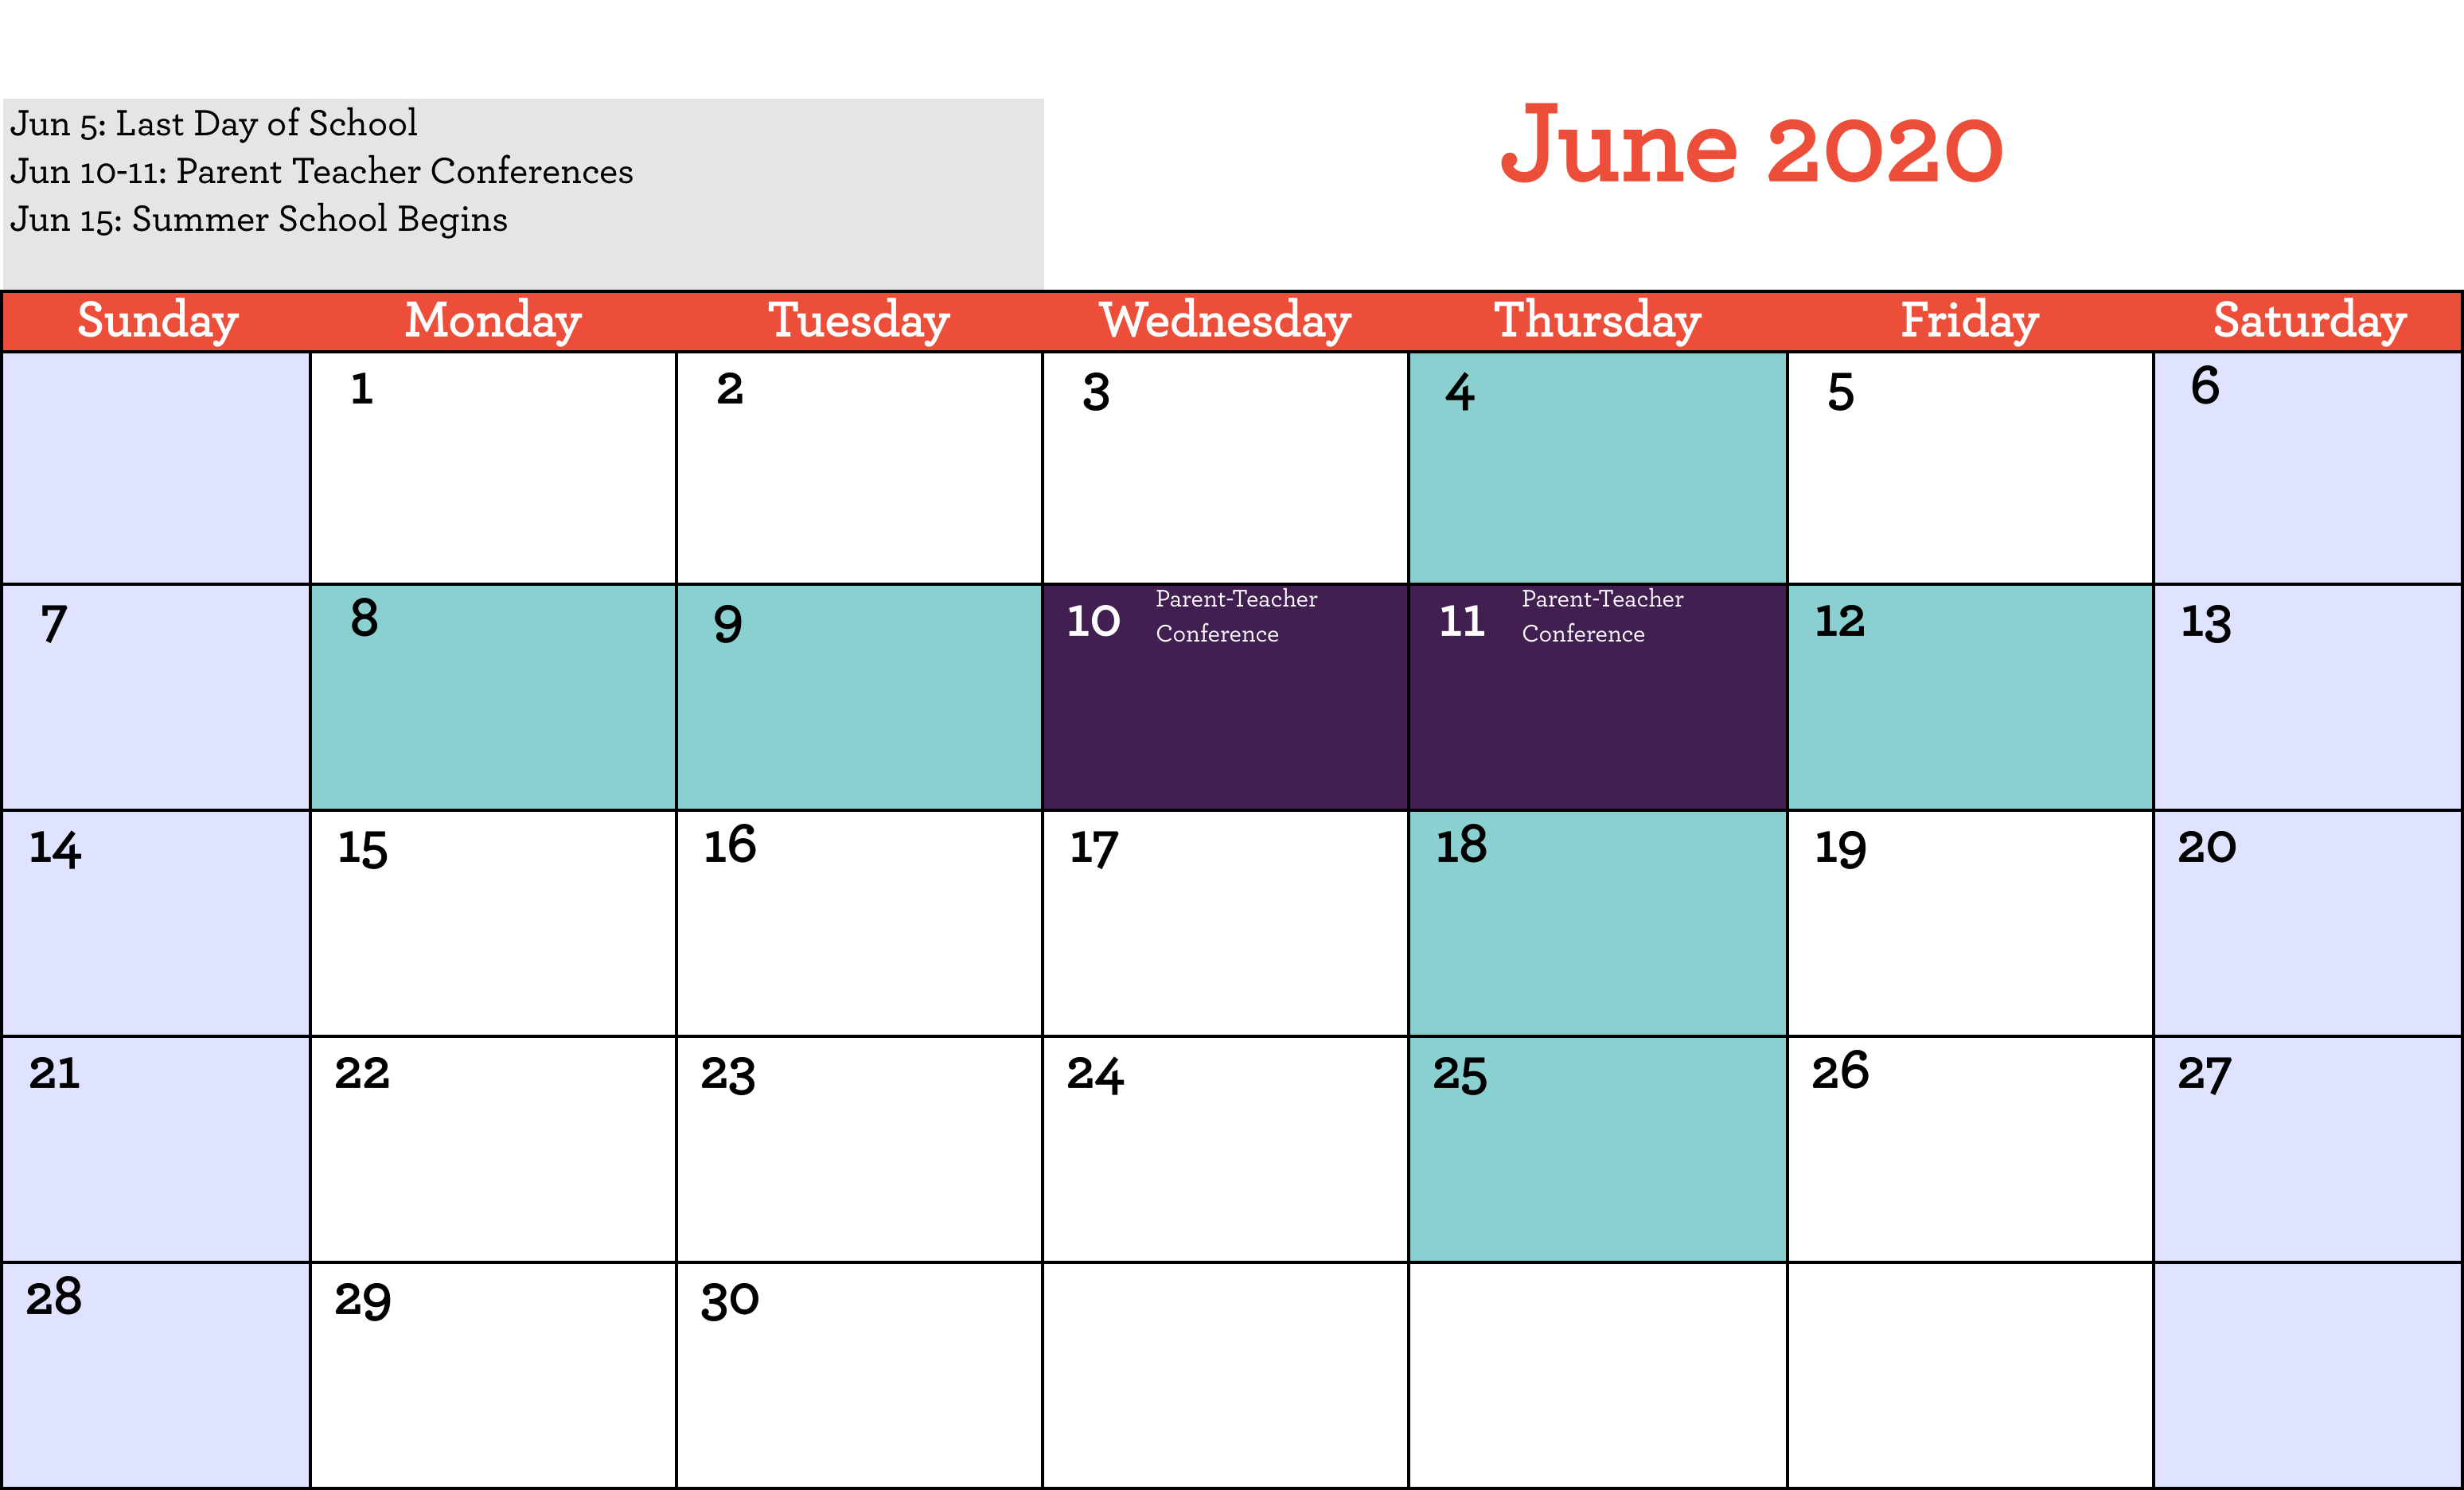 Jun 5: Last Day of School
Jun 10-11: Parent Teacher Conferences
Jun 15: Summer School Begins
June 2020
Sunday Monday Tuesday Wednesday Thursday Friday Saturday
1 2 3 4 5 6
7 8 9 10 Parent-Teacher Conference 11 Parent-Teacher Conference 12 13
14 15 16 17 18 19 20
21 22 23 24 25 26 27
28 29 30